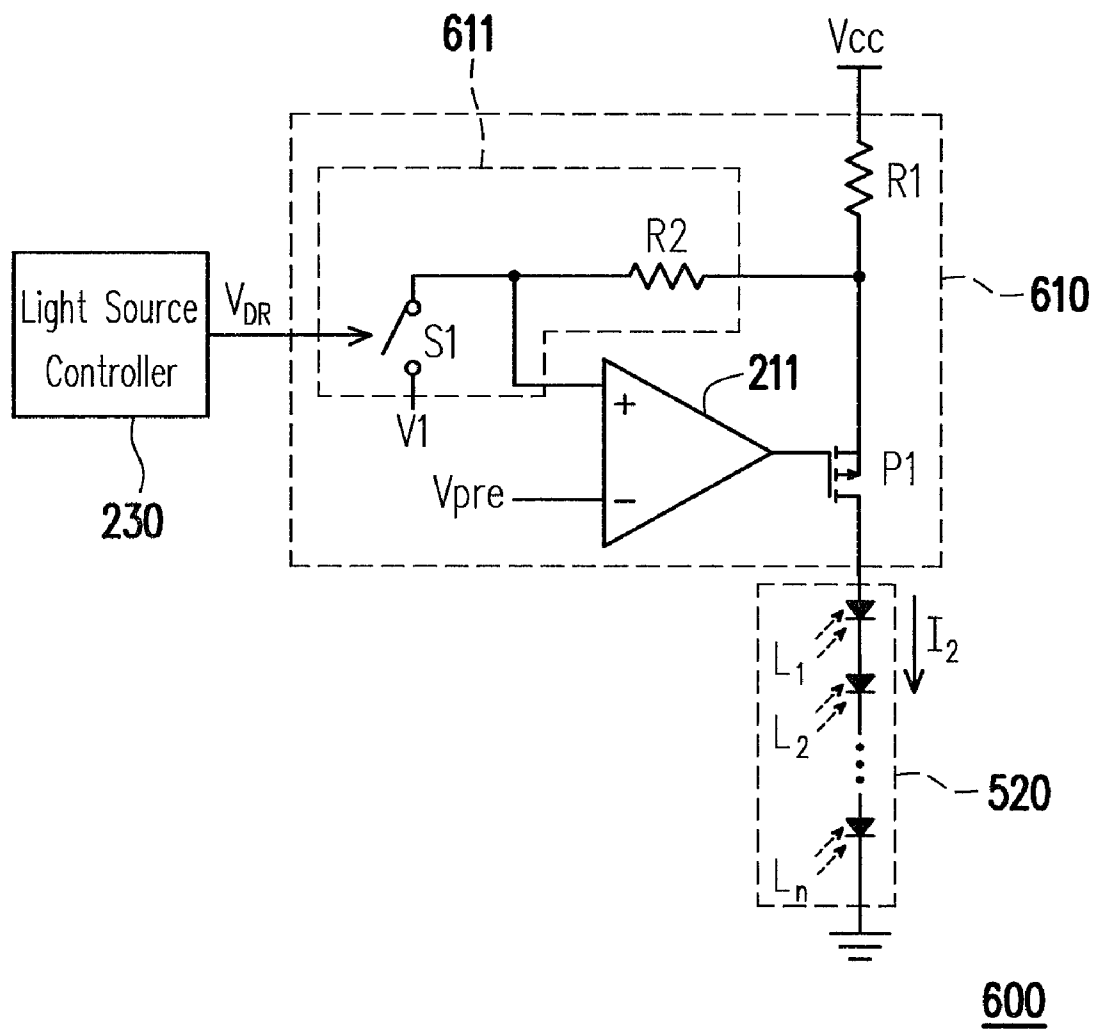 611
Vcc
R1
R2
610
Light Source
Controller
V_DR
S1
V1
211
+
P1
Vpre
−
230
L_1
I_2
L_2
520
L_n
600